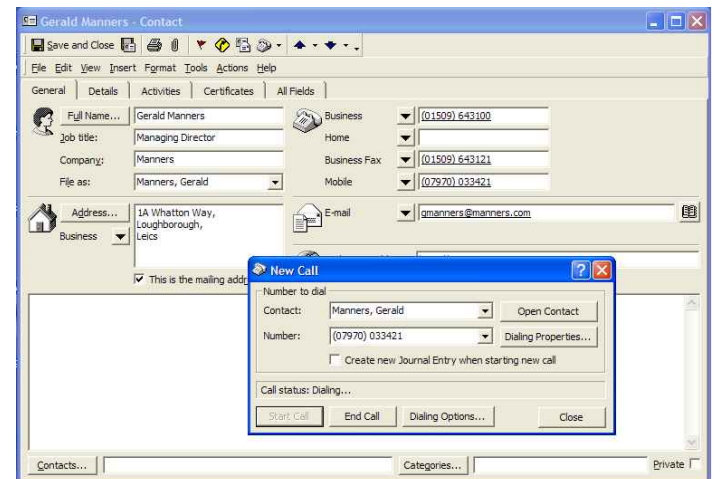 Gerald Manners - Contact
Save and Close
File Edit View Insert Format Tools Actions Help
General Details Activities Certificates All Fields
Full Name... Gerald Manners Business (01509) 643100
Job title: Managing Director Home
Company: Manners Business Fax (01509) 643121
File as: Manners, Gerald Mobile (07970) 033421
Address... 1A Whatton Way, E-mail gmanners@manners.com
Loughborough,
Business Leics
This is the mailing addr
New Call
Number to dial
Contact: Manners, Gerald Open Contact
Number: (07970) 033421 Dialing Properties...
Create new Journal Entry when starting new call
Call status: Dialing...
Start Call End Call Dialing Options... Close
Contacts... Categories... Private